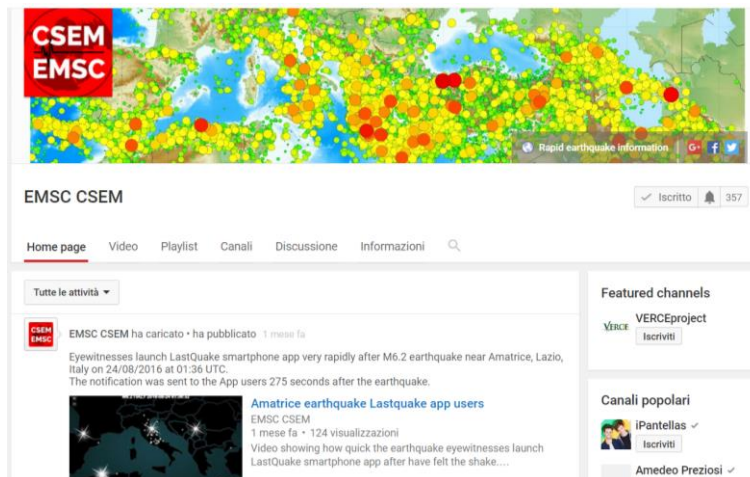 CSEM
EMSC
Rapid earthquake information
EMSC CSEM
Iscritto
357
Home page Video Playlist Canali Discussione Informazioni
Tutte le attività
CSEM
EMSC
EMSC CSEM ha caricato • ha pubblicato 1 mese fa
Eyewitnesses launch LastQuake smartphone app very rapidly after M6.2 earthquake near Amatrice, Lazio,
Italy on 24/08/2016 at 01:36 UTC.
The notification was sent to the App users 275 seconds after the earthquake.
Amatrice earthquake Lastquake app users
EMSC CSEM
1 mese fa • 124 visualizzazioni
Video showing how quick the earthquake eyewitnesses launch
LastQuake smartphone app after have felt the shake....
Featured channels
VERCE
VERCEproject
Iscriviti
Canali popolari
iPantellas
Iscriviti
Amedeo Preziosi